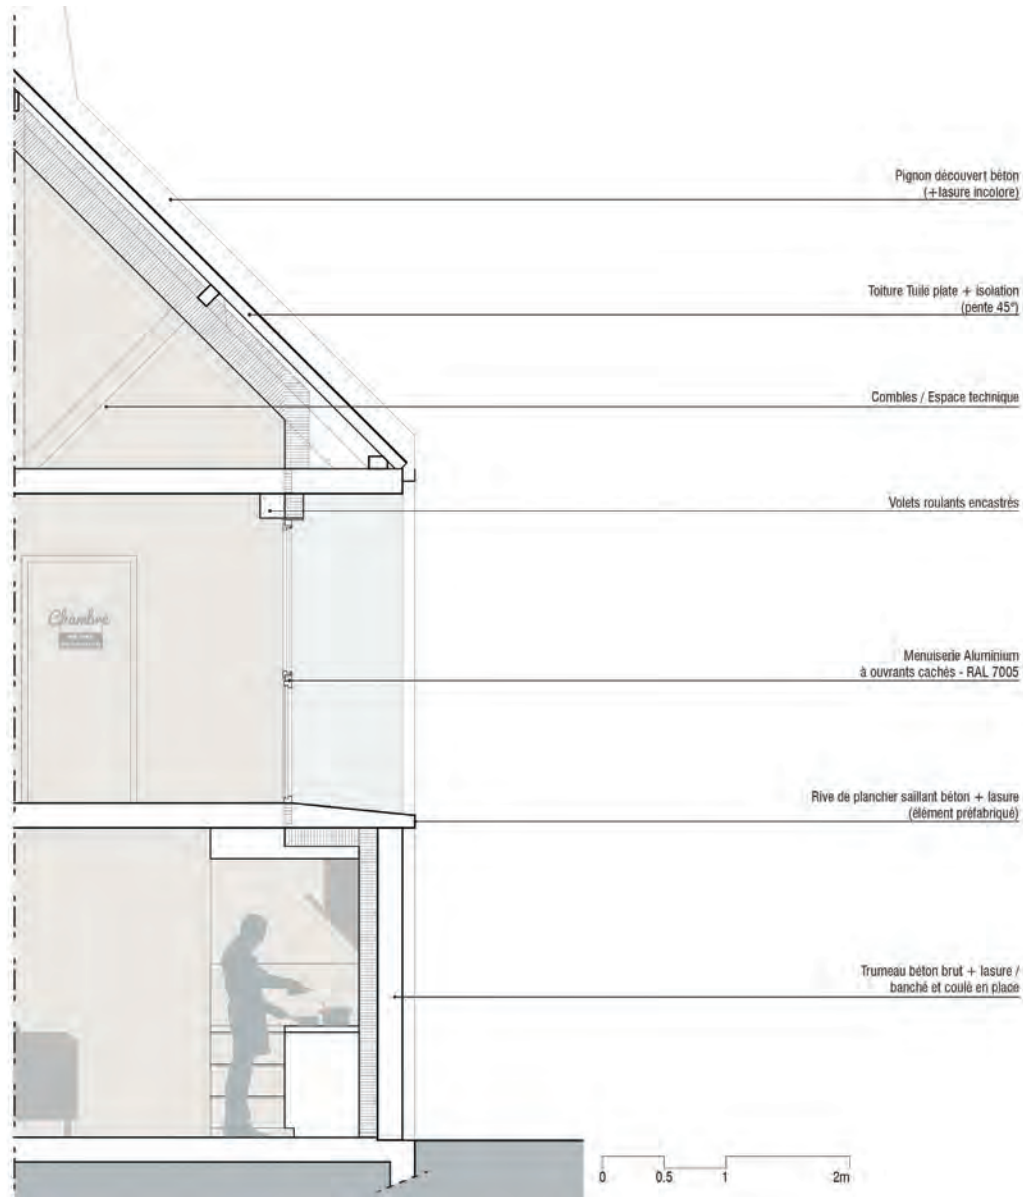 Pignon découvert béton
(+lasure incolore)
Toiture Tuile plate + isolation
(pente 45°)
Combles / Espace technique
Volets roulants encastrés
Chambre
Menuiserie Aluminium
à ouvrants cachés - RAL 7005
Rive de plancher saillant béton + lasure
(élément préfabriqué)
Trumeau béton brut + lasure /
banché et coulé en place
0 0.5 1 2m